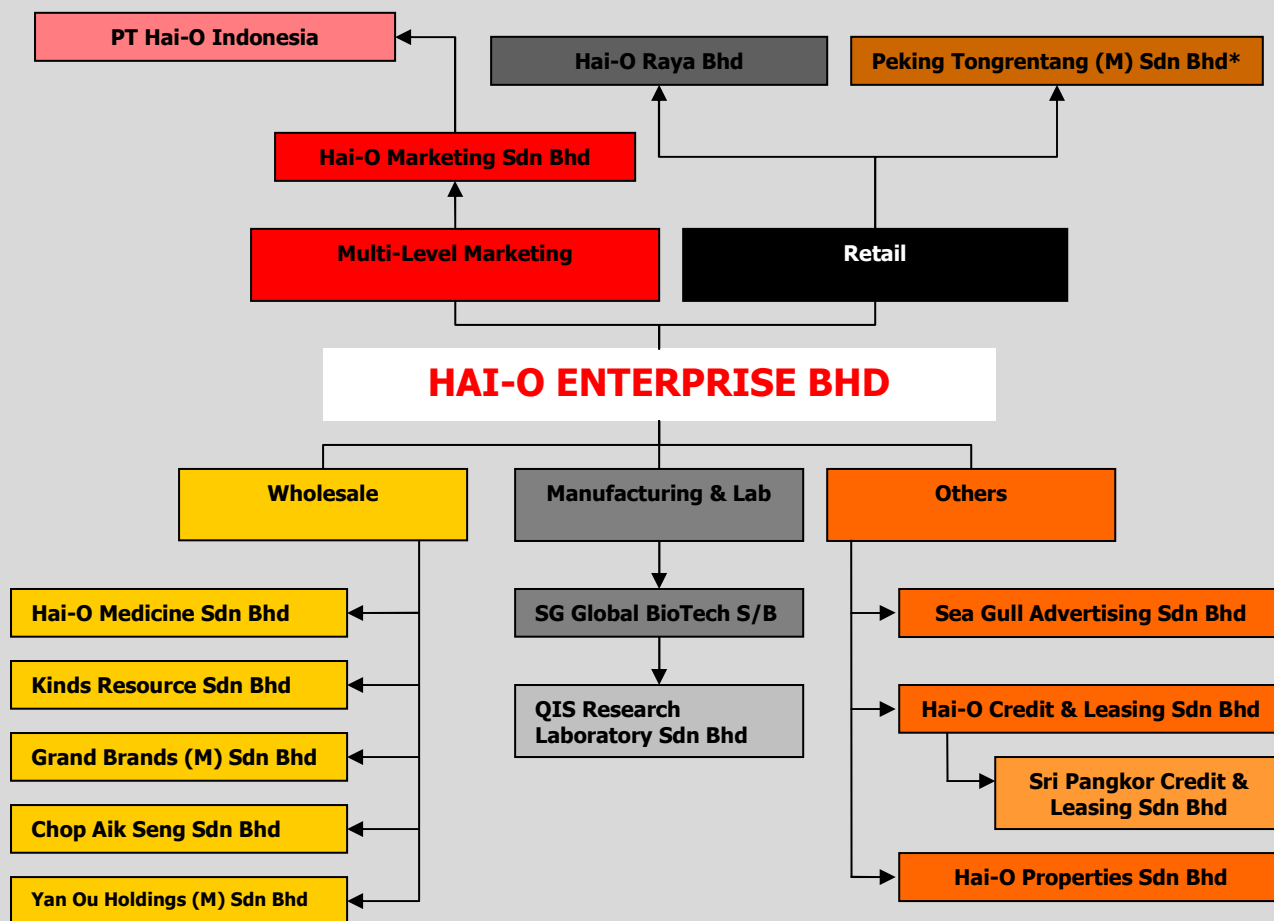 PT Hai-O Indonesia
Hai-O Raya Bhd
Peking Tongrentang (M) Sdn Bhd*
Hai-O Marketing Sdn Bhd
Multi-Level Marketing
Retail
HAI-O ENTERPRISE BHD
Wholesale
Manufacturing & Lab
Others
Hai-O Medicine Sdn Bhd
SG Global BioTech S/B
Sea Gull Advertising Sdn Bhd
Kinds Resource Sdn Bhd
QIS Research
Laboratory Sdn Bhd
Hai-O Credit & Leasing Sdn Bhd
Grand Brands (M) Sdn Bhd
Sri Pangkor Credit &
Leasing Sdn Bhd
Chop Aik Seng Sdn Bhd
Hai-O Properties Sdn Bhd
Yan Ou Holdings (M) Sdn Bhd